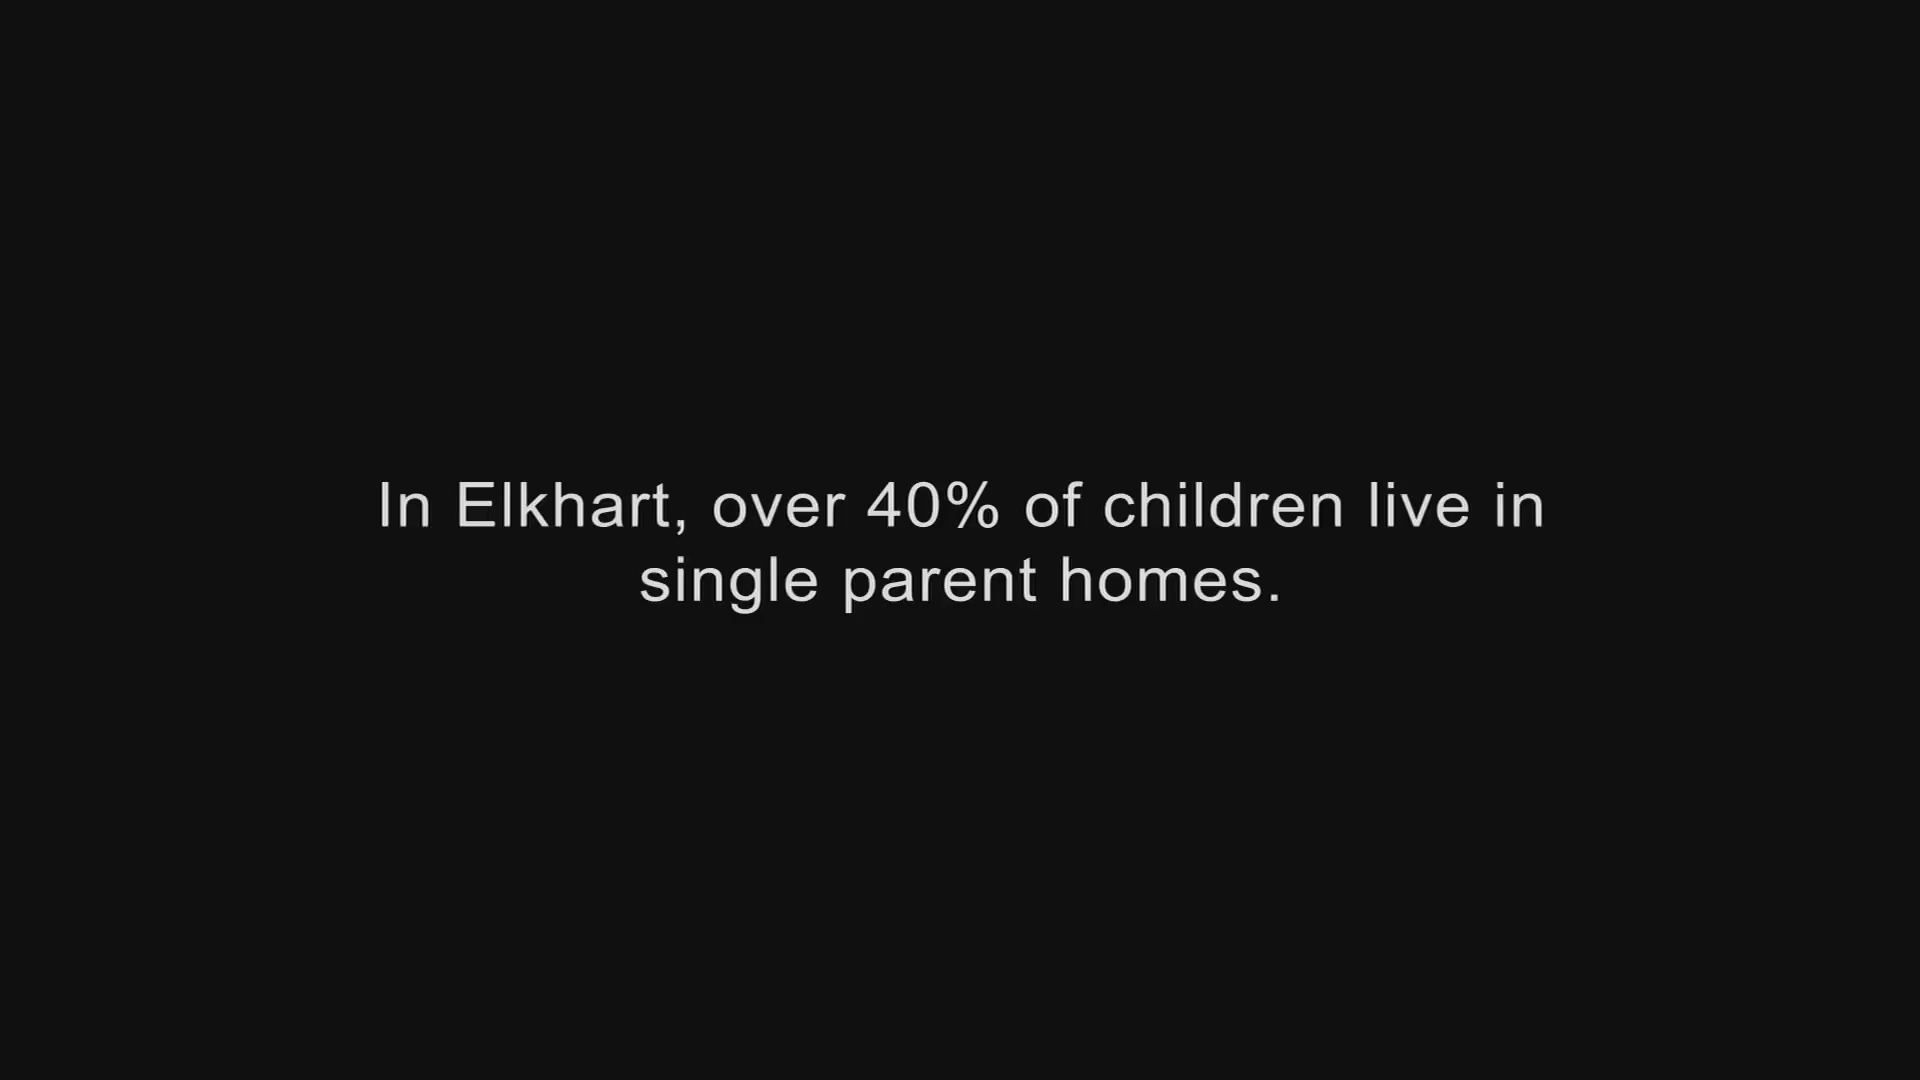 In Elkhart, over 40% of children live in
single parent homes.